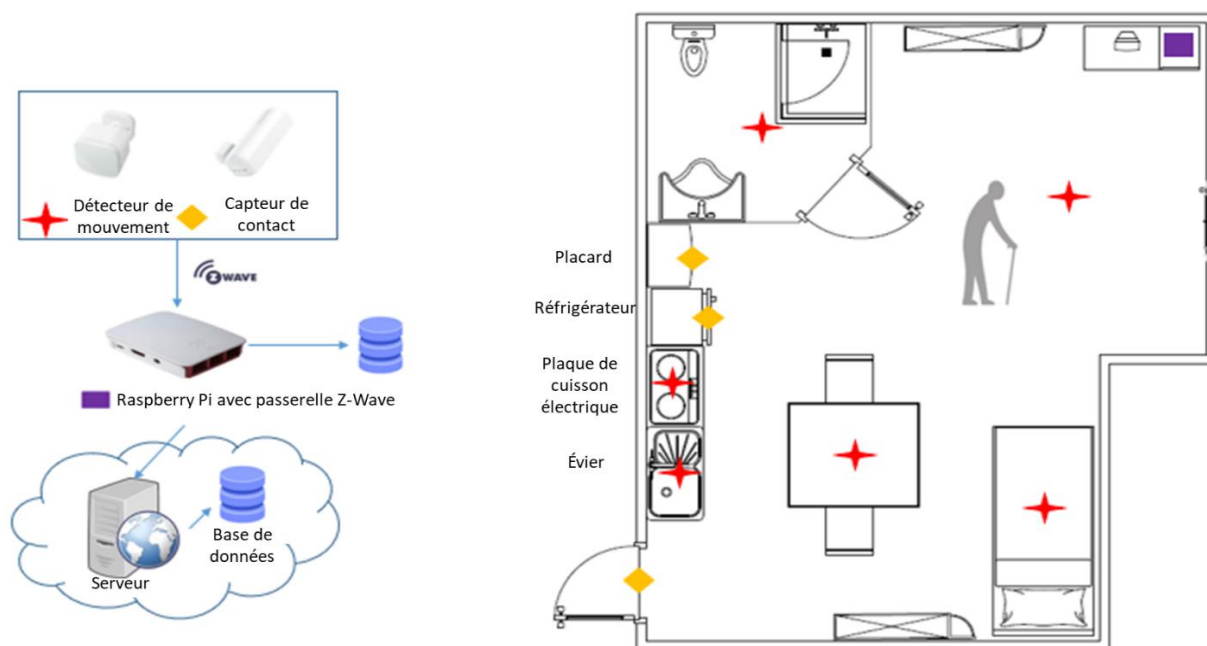 Détecteur de
mouvement
Capteur de
contact
Z WAVE
Raspberry Pi avec passerelle Z-Wave
Base de
données
Serveur
Placard
Réfrigérateur
Plaque de
cuisson
électrique
Évier